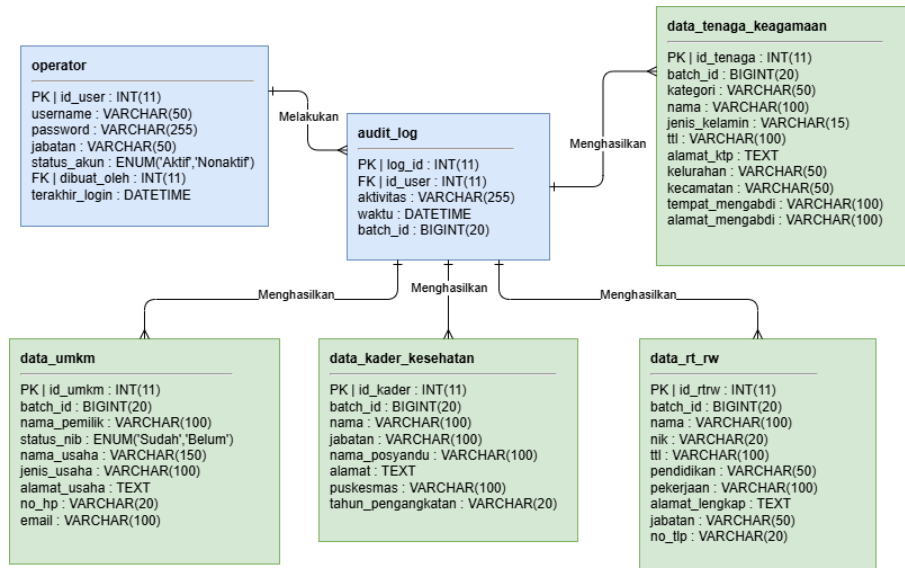 operator
PK | id_user : INT(11)
username : VARCHAR(50)
password : VARCHAR(255)
jabatan : VARCHAR(50)
status_akun : ENUM('Aktif','Nonaktif')
FK | dibuat_oleh : INT(11)
terakhir_login : DATETIME
Melakukan
audit_log
PK | log_id : INT(11)
FK | id_user : INT(11)
aktivitas : VARCHAR(255)
waktu : DATETIME
batch_id : BIGINT(20)
Menghasilkan
data_tenaga_keagamaan
PK | id_tenaga : INT(11)
batch_id : BIGINT(20)
kategori : VARCHAR(50)
nama : VARCHAR(100)
jenis_kelamin : VARCHAR(15)
ttl : VARCHAR(100)
alamat_ktp : TEXT
kelurahan : VARCHAR(50)
kecamatan : VARCHAR(50)
tempat_mengabdi : VARCHAR(100)
alamat_mengabdi : VARCHAR(100)
Menghasilkan
Menghasilkan
Menghasilkan
data_umkm
PK | id_umkm : INT(11)
batch_id : BIGINT(20)
nama_pemilik : VARCHAR(100)
status_nib : ENUM('Sudah','Belum')
nama_usaha : VARCHAR(150)
jenis_usaha : VARCHAR(100)
alamat_usaha : TEXT
no_hp : VARCHAR(20)
email : VARCHAR(100)
data_kader_kesehatan
PK | id_kader : INT(11)
batch_id : BIGINT(20)
nama : VARCHAR(100)
jabatan : VARCHAR(100)
nama_posyandu : VARCHAR(100)
alamat : TEXT
puskesmas : VARCHAR(100)
tahun_pengangkatan : VARCHAR(20)
data_rt_rw
PK | id_rtrw : INT(11)
batch_id : BIGINT(20)
nama : VARCHAR(100)
nik : VARCHAR(20)
ttl : VARCHAR(100)
pendidikan : VARCHAR(50)
pekerjaan : VARCHAR(100)
alamat_lengkap : TEXT
jabatan : VARCHAR(50)
no_tlp : VARCHAR(20)